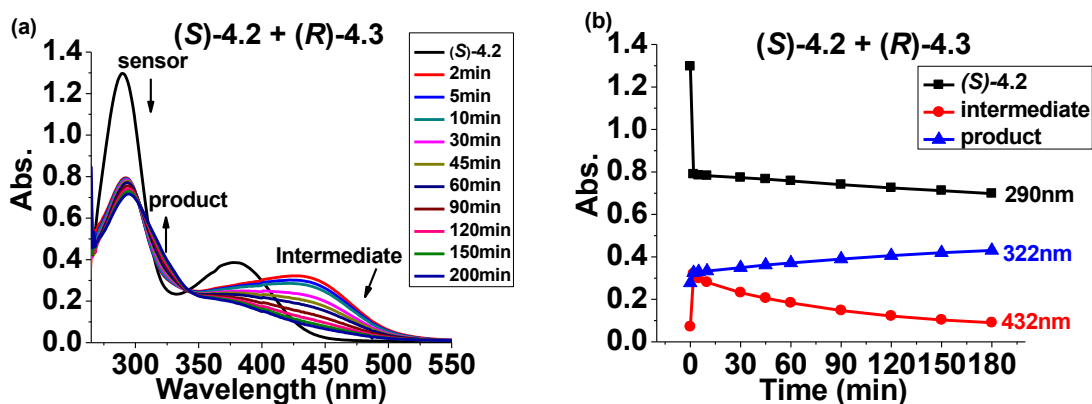 (a)
(S)-4.2 + (R)-4.3
sensor
product
Intermediate
(S)-4.2
2min
5min
10min
30min
45min
60min
90min
120min
150min
200min
Abs.
1.4
1.2
1.0
0.8
0.6
0.4
0.2
0.0
300 350 400 450 500 550
Wavelength (nm)
(b)
(S)-4.2 + (R)-4.3
(S)-4.2
intermediate
product
290nm
322nm
432nm
Abs.
1.4
1.2
1.0
0.8
0.6
0.4
0.2
0.0
0 30 60 90 120 150 180
Time (min)